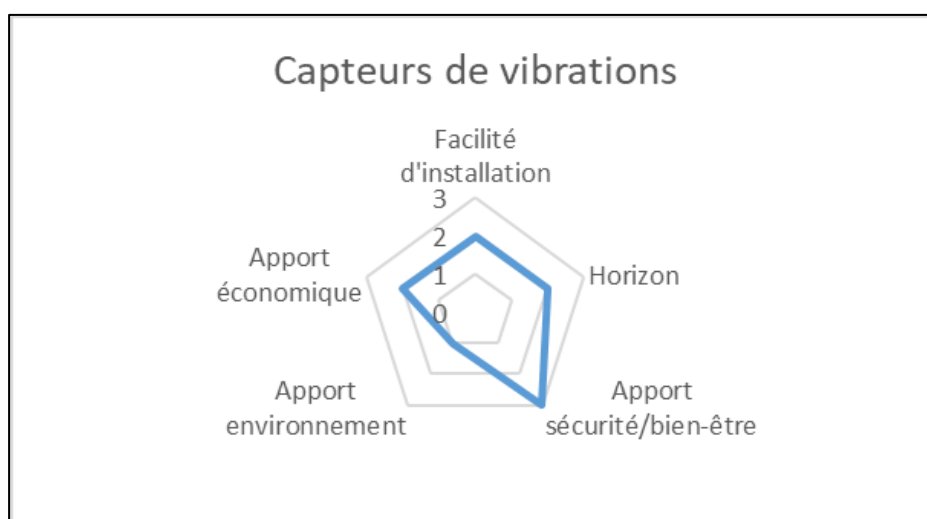 Capteurs de vibrations
Facilité
d'installation
3
2
1
0
Horizon
Apport
sécurité/bien-être
Apport
environnement
Apport
économique